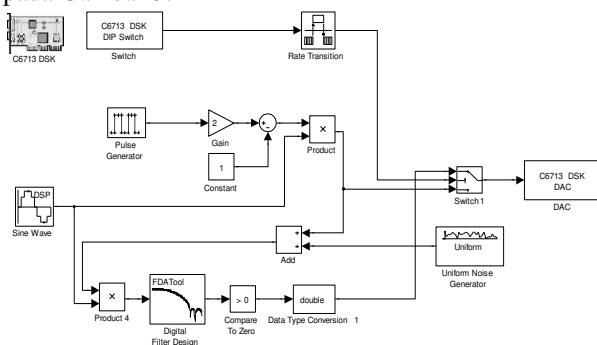 C6713 DSK
C6713 DSK
DIP Switch
Switch
Rate Transition
Pulse
Generator
2
Gain
+
-
1
Constant
×
Product
DSP
Sine Wave
Switch 1
C6713 DSK
DAC
DAC
+
+
Add
Uniform
Uniform Noise
Generator
×
Product 4
FDATool
Digital
Filter Design
> 0
Compare
To Zero
double
Data Type Conversion 1